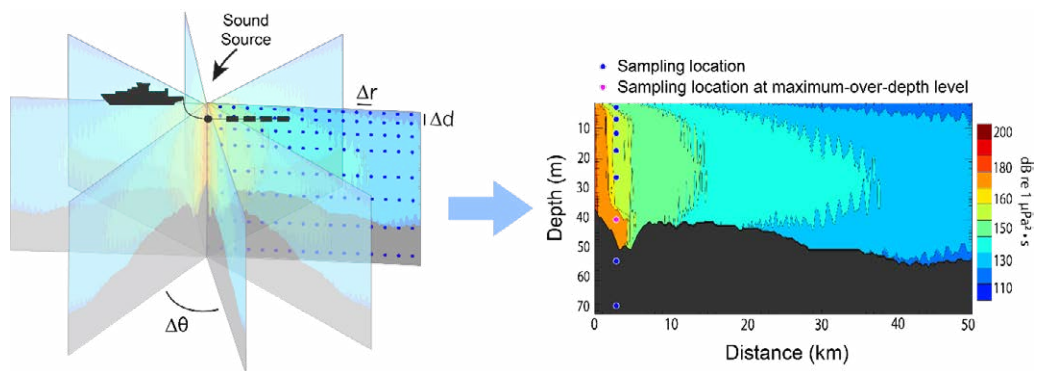 Sound
Source
Δr
Δd
Δθ
Sampling location
Sampling location at maximum-over-depth level
Depth (m)
10
20
30
40
50
60
70
0
10
20
30
40
50
Distance (km)
200
180
160
150
130
110
dB re 1 µPa²•s